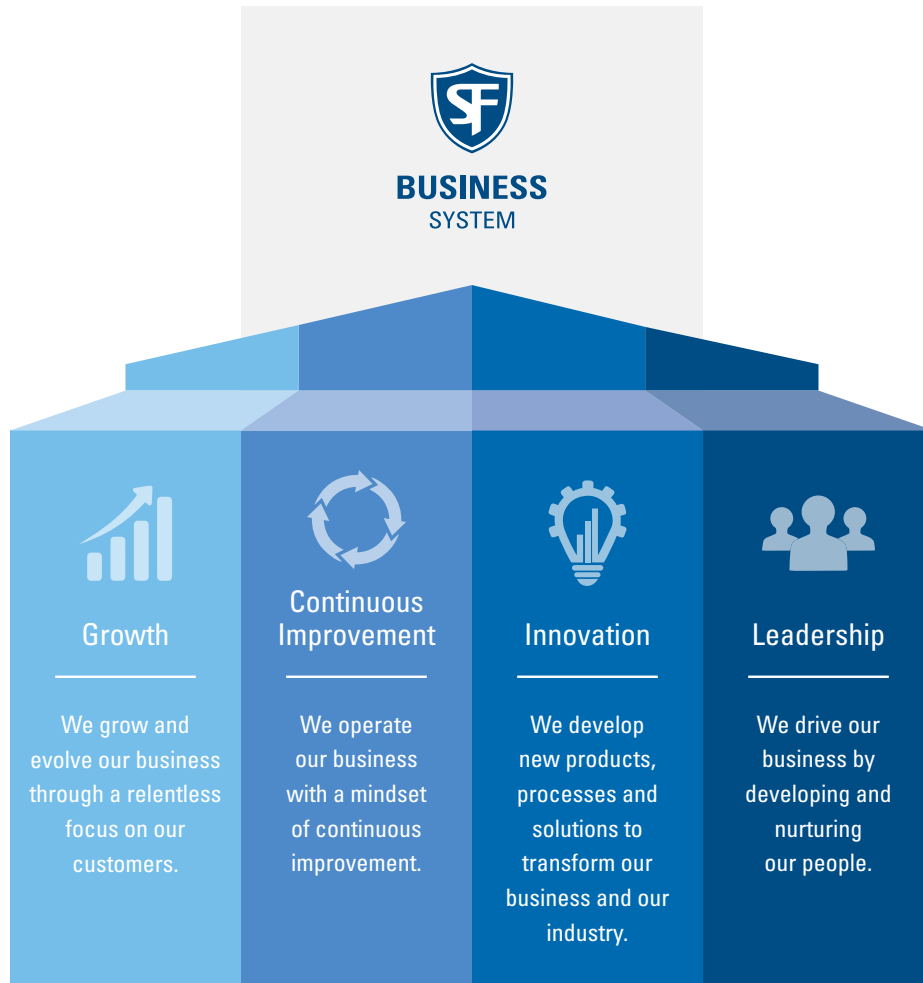 SF
BUSINESS
SYSTEM
Growth
We grow and
evolve our business
through a relentless
focus on our
customers.
Continuous
Improvement
We operate
our business
with a mindset
of continuous
improvement.
Innovation
We develop
new products,
processes and
solutions to
transform our
business and our
industry.
Leadership
We drive our
business by
developing and
nurturing
our people.